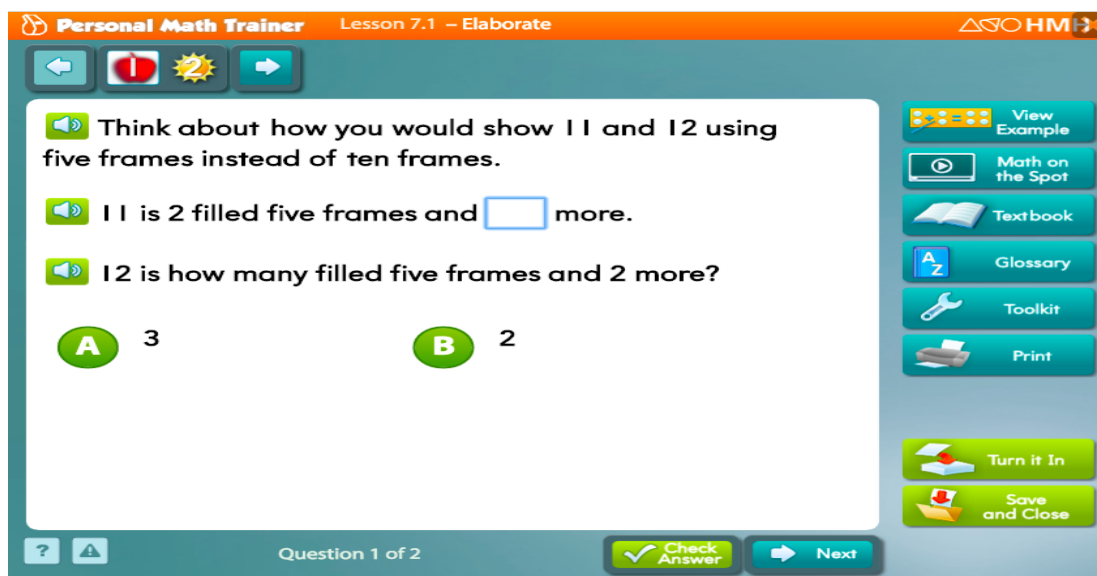 Personal Math Trainer Lesson 7.1 – Elaborate HMH
1 2
Think about how you would show 11 and 12 using
five frames instead of ten frames.
11 is 2 filled five frames and more.
12 is how many filled five frames and 2 more?
A 3 B 2
View
Example
Math on
the Spot
Textbook
A
Z
Glossary
Toolkit
Print
Turn it In
Save
and Close
? Question 1 of 2 Check
Answer Next